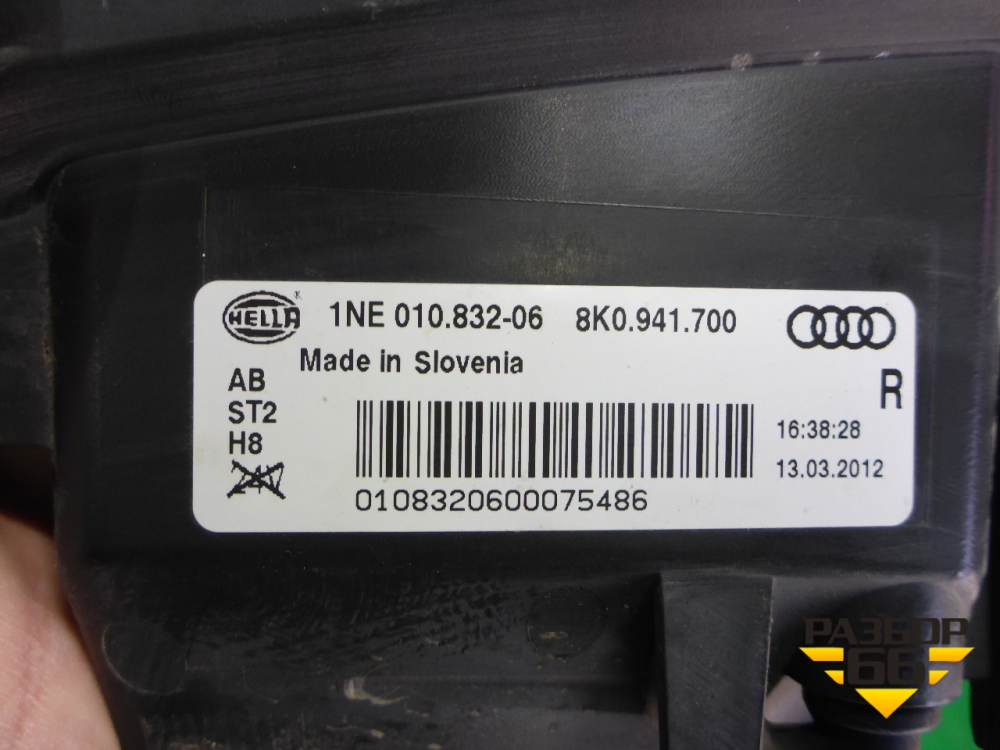 HELLA 1NE 010.832-06 8K0.941.700
Made in Slovenia
AB
ST2
H8
24V
R
16:38:28
13.03.2012
0108320600075486
РАЗБОР
66